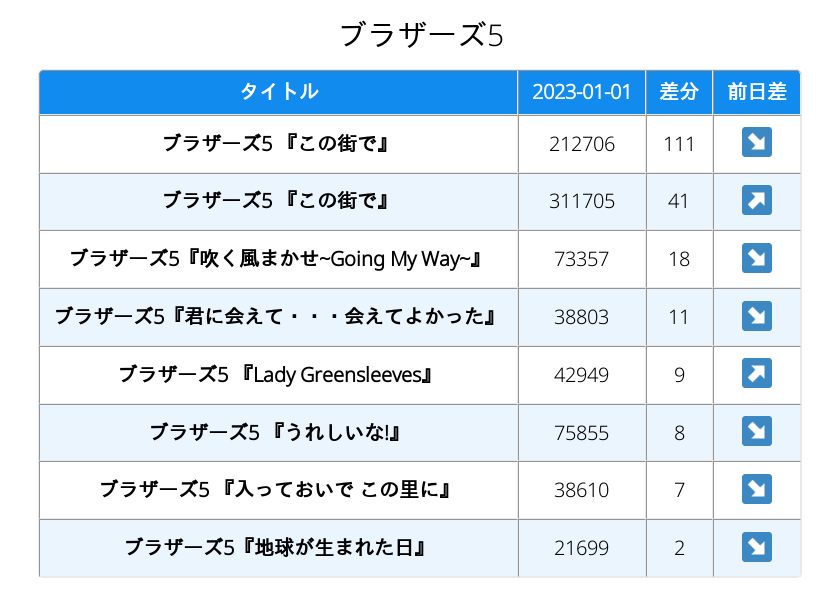 ブラザーズ5
タイトル 2023-01-01 差分 前日差
ブラザーズ5 『この街で』 212706 111 ↘
ブラザーズ5 『この街で』 311705 41 ↗
ブラザーズ5『吹く風まかせ~Going My Way~』 73357 18 ↘
ブラザーズ5『君に会えて・・・会えてよかった』 38803 11 ↘
ブラザーズ5 『Lady Greensleeves』 42949 9 ↗
ブラザーズ5 『うれしいな!』 75855 8 ↘
ブラザーズ5 『入っておいで この里に』 38610 7 ↘
ブラザーズ5『地球が生まれた日』 21699 2 ↘